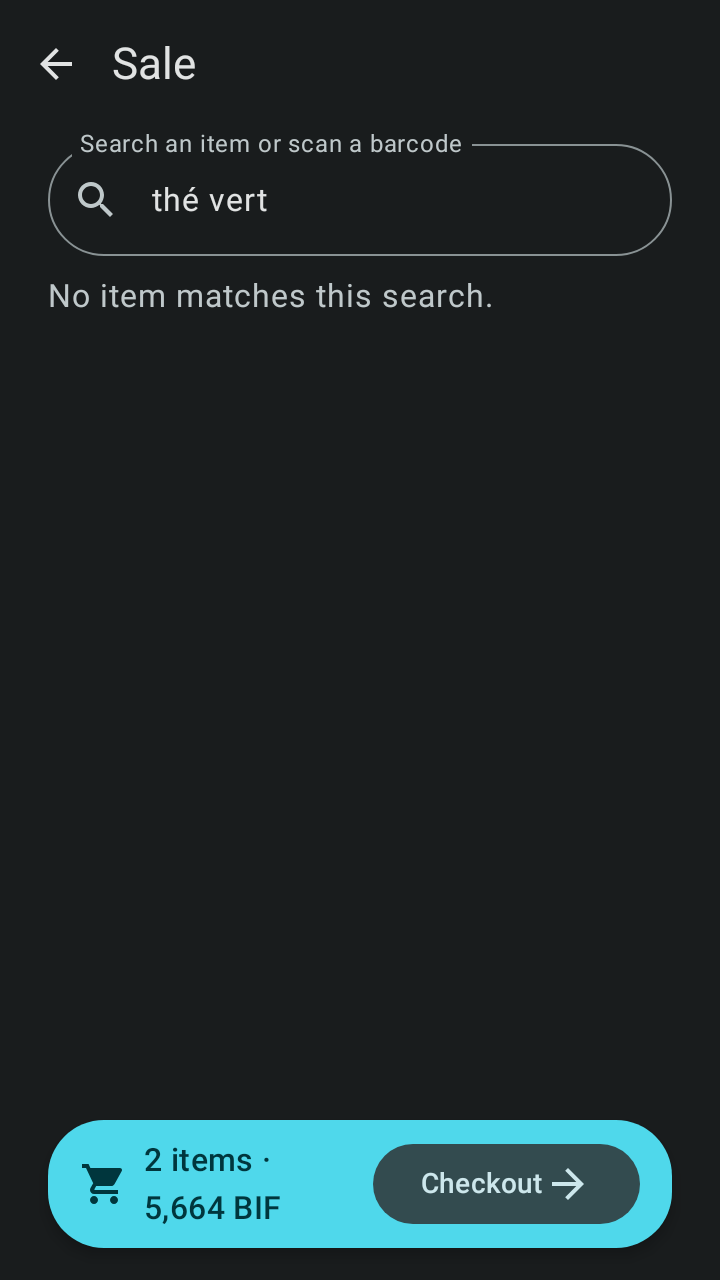 Sale
Search an item or scan a barcode
thé vert
No item matches this search.
2 items ·
5,664 BIF
Checkout